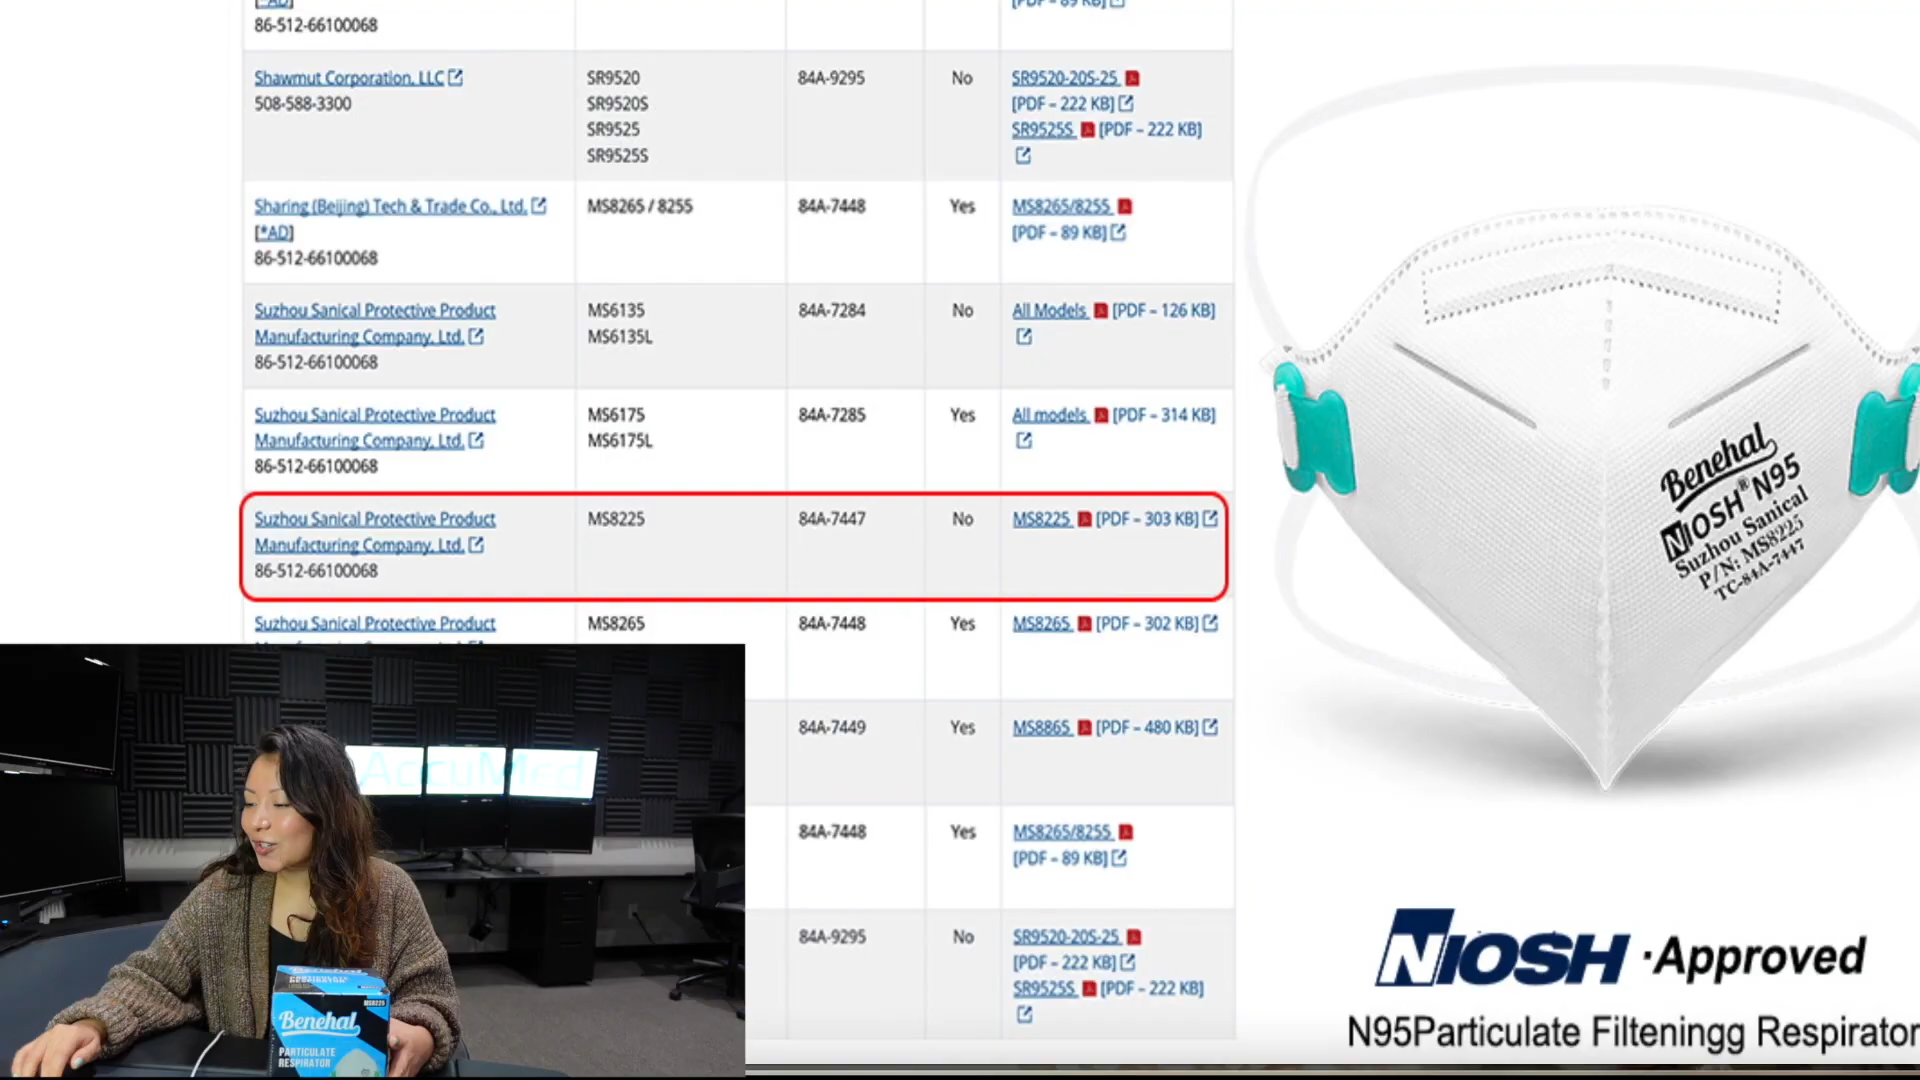 [*AD]
86-512-66100068
[PDF – 89 KB]
Shawmut Corporation, LLC
508-588-3300
SR9520
SR9520S
SR9525
SR9525S
84A-9295
No
SR9520-20S-25
[PDF – 222 KB]
SR9525S [PDF – 222 KB]
Sharing (Beijing) Tech & Trade Co., Ltd.
[*AD]
86-512-66100068
MS8265 / 8255
84A-7448
Yes
MS8265/8255
[PDF – 89 KB]
Suzhou Sanical Protective Product
Manufacturing Company, Ltd.
86-512-66100068
MS6135
MS6135L
84A-7284
No
All Models [PDF – 126 KB]
Suzhou Sanical Protective Product
Manufacturing Company, Ltd.
86-512-66100068
MS6175
MS6175L
84A-7285
Yes
All models [PDF – 314 KB]
Suzhou Sanical Protective Product
Manufacturing Company, Ltd.
86-512-66100068
MS8225
84A-7447
No
MS8225 [PDF – 303 KB]
Suzhou Sanical Protective Product
MS8265
84A-7448
Yes
MS8265 [PDF – 302 KB]
84A-7449
Yes
MS8865 [PDF – 480 KB]
84A-7448
Yes
MS8265/8255
[PDF – 89 KB]
84A-9295
No
SR9520-20S-25
[PDF – 222 KB]
SR9525S [PDF – 222 KB]
Benehal
NIOSH® N95
Suzhou Sanical
P/N: MS8225
TC-84A-7447
NIOSH ·Approved
N95Particulate Filteningg Respirator
AccuMed
Benehal
RESPIRATOR
MS8225
Benehal
PARTICULATE
RESPIRATOR